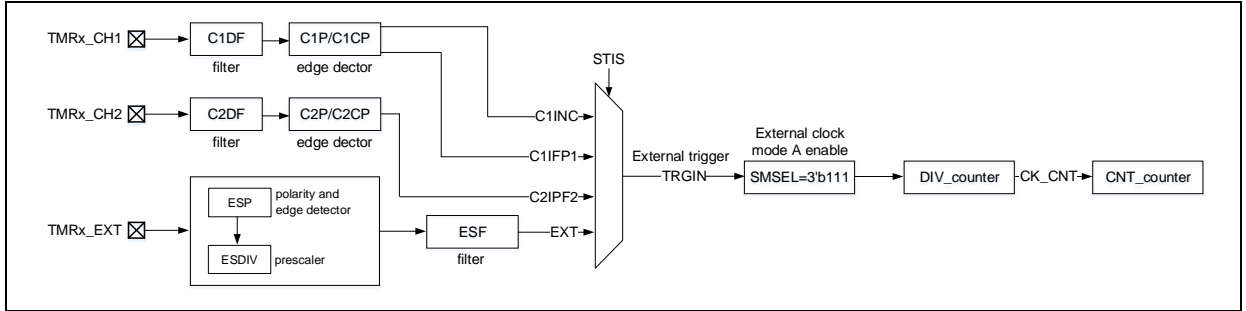 TMRx_CH1
C1DF
filter
C1P/C1CP
edge dector
STIS
TMRx_CH2
C2DF
filter
C2P/C2CP
edge dector
C1INC
C1IFP1
C2IPF2
EXT
TMRx_EXT
ESP
polarity and
edge detector
ESDIV
prescaler
ESF
filter
External trigger
TRGIN
External clock
mode A enable
SMSEL=3'b111
DIV_counter
CK_CNT
CNT_counter